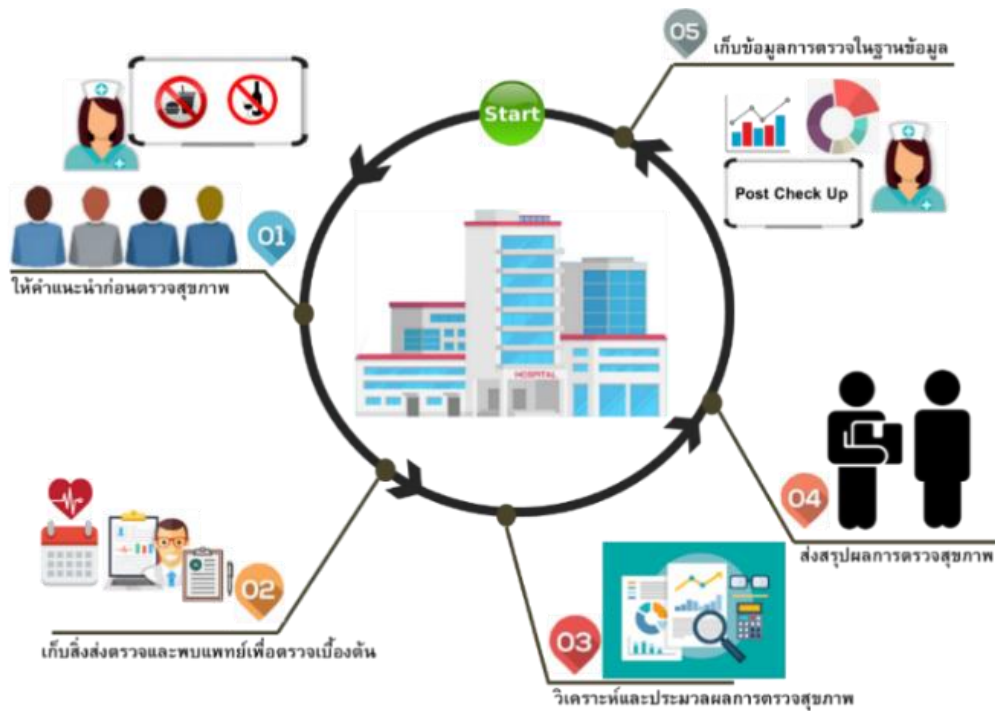 05
เก็บข้อมูลการตรวจในฐานข้อมูล
Start
Post Check Up
01
ให้คำแนะนำก่อนตรวจสุขภาพ
HOSPITAL
04
ส่งสรุปผลการตรวจสุขภาพ
02
เก็บสิ่งส่งตรวจและพบแพทย์เพื่อตรวจเบื้องต้น
03
วิเคราะห์และประมวลผลการตรวจสุขภาพ